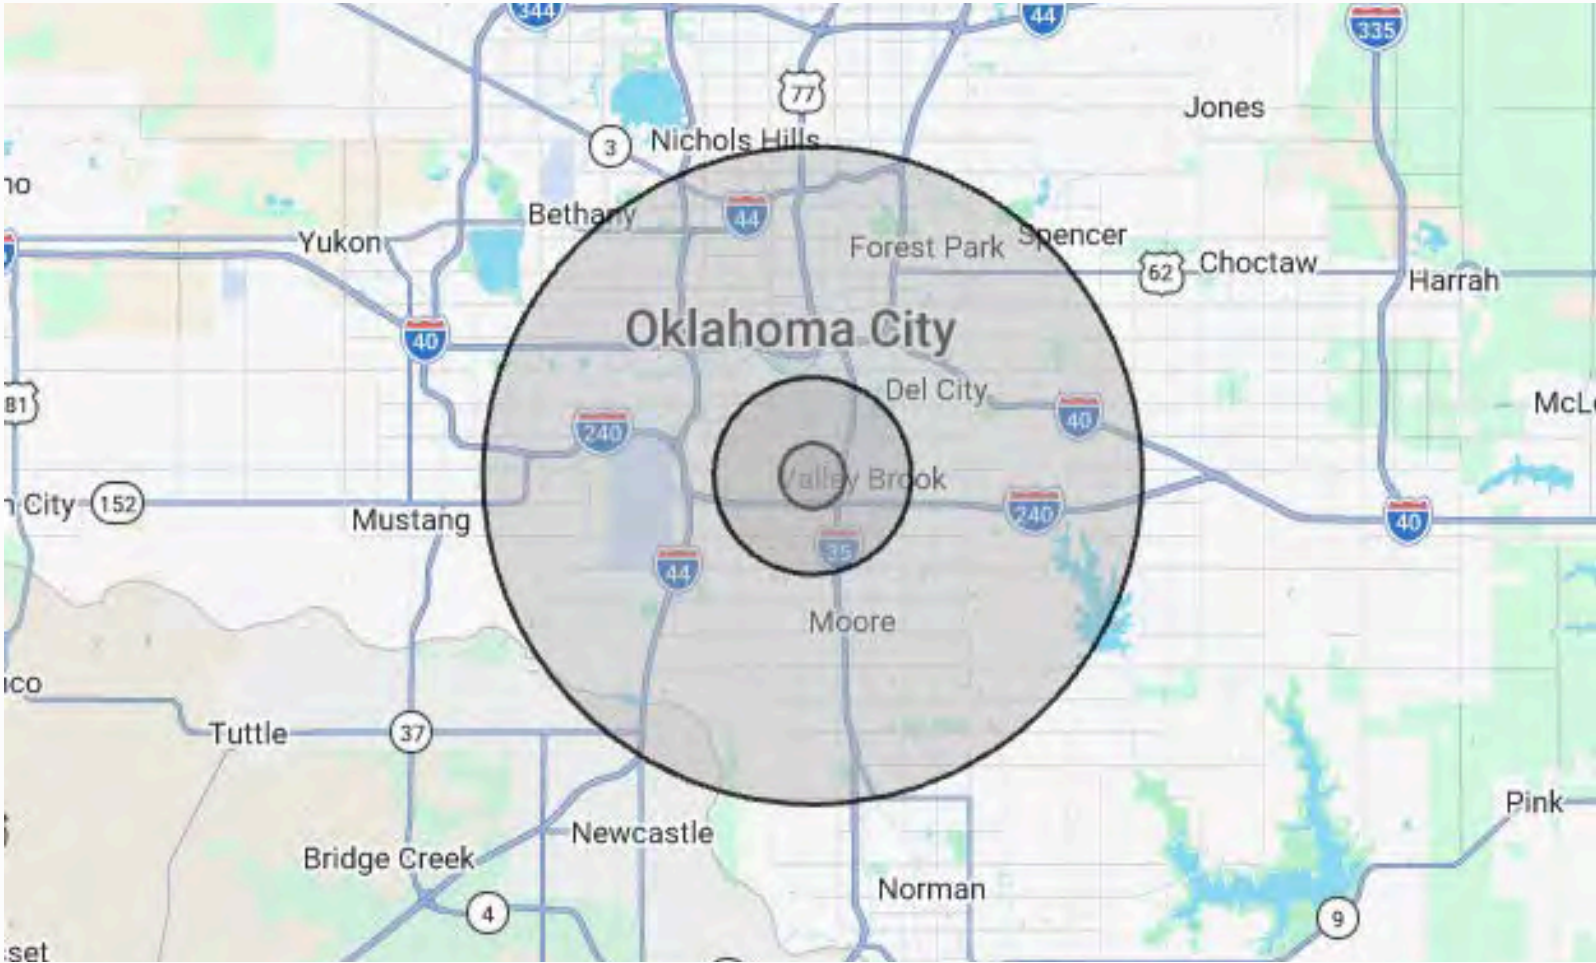 344
44
335
77
Jones
3
Nichols Hills
44
Bethany
Yukon
Forest Park
Spencer
62
Choctaw
Harrah
Oklahoma City
40
Del City
81
40
240
Valley Brook
City
152
Mustang
240
40
35
44
Moore
Tuttle
37
Pink
Newcastle
Bridge Creek
Norman
4
9